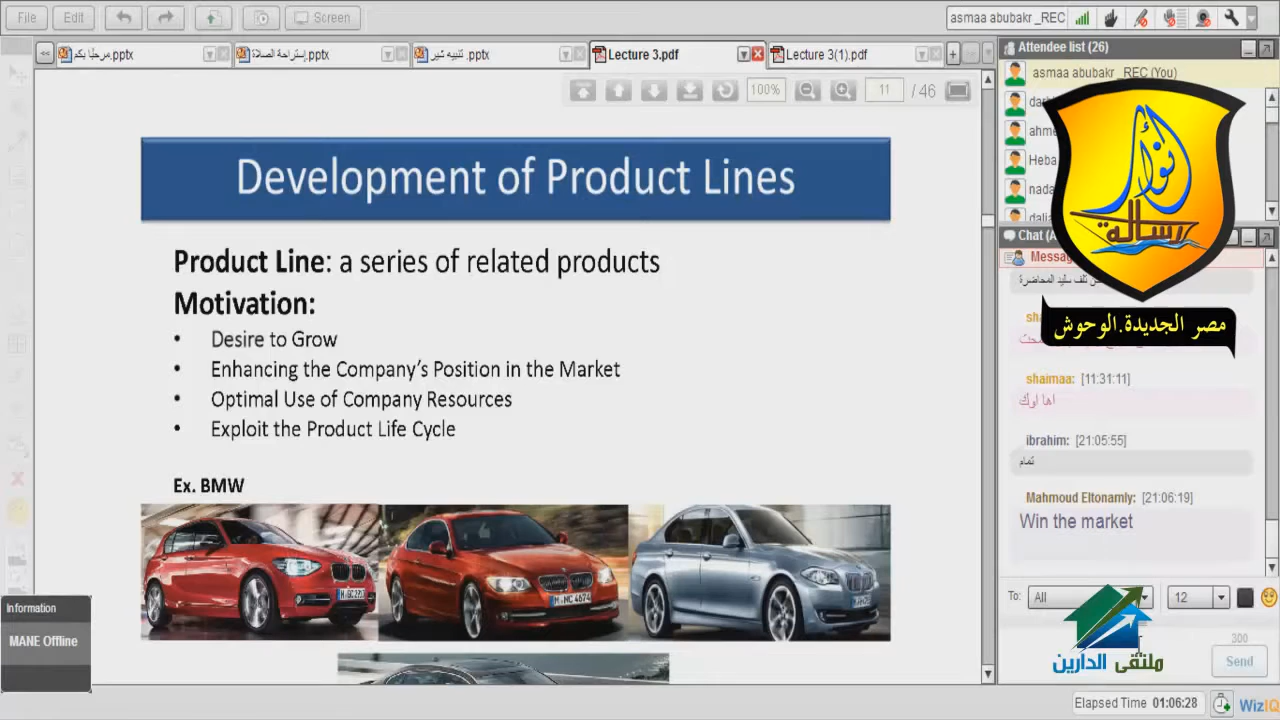 File
Edit
Screen
asmaa abubakr _REC
<<
مرحبا بكم.pptx
إستراحة الصلاة.pptx
تنبيه شير .pptx
Lecture 3.pdf
Lecture 3(1).pdf
Attendee list (26)
asmaa abubakr _REC (You)
100%
11 / 46
Heba
أنوار
رسالة
مصر الجديدة.الوحوش
Development of Product Lines
Product Line: a series of related products
Motivation:
• Desire to Grow
• Enhancing the Company's Position in the Market
• Optimal Use of Company Resources
• Exploit the Product Life Cycle
Ex. BMW
Chat
shaimaa: [11:31:11]
اها اوك
ibrahim: [21:05:55]
تمام
Mahmoud Eltonamly: [21:06:19]
Win the market
To: All
12
ملتقى الدارين
300
Send
Information
MANE Offline
Elapsed Time 01:06:28
WizIQ